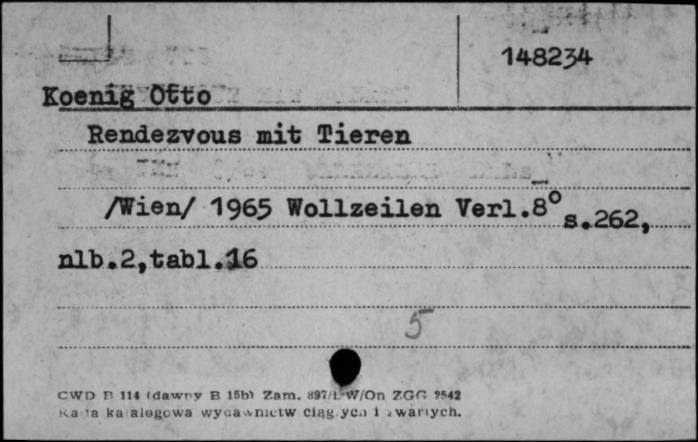 148234
Koenig Otto
Rendezvous mit Tieren
/Wien/ 1965 Wollzeilen Verl.8° s.262,
nlb.2,tabl.16
5
CWD B 114 (dawny B 15b) Zam. 897/L W/On ZGG 2542
Karta katalogowa wydawnictw ciągłych i zwartych.